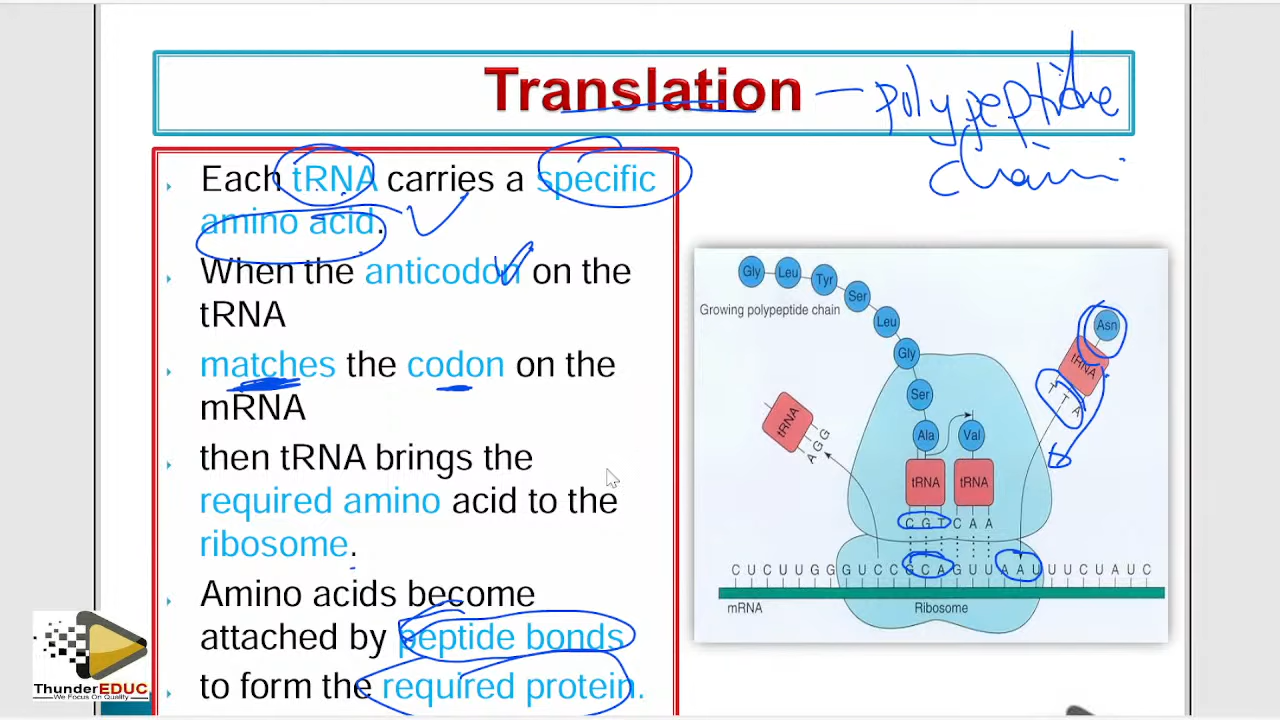 Translation – polypeptide
chain
Each tRNA carries a specific
amino acid.
When the anticodon on the
tRNA
matches the codon on the
mRNA
then tRNA brings the
required amino acid to the
ribosome.
Amino acids become
attached by peptide bonds
to form the required protein.
Gly Leu Tyr Ser Leu Gly Ser Ala Val
Growing polypeptide chain
Asn
tRNA
T T A
tRNA
A G G
tRNA tRNA
C G T C A A
C U C U U G G G U C C G C A G U U A A U U U C U A U C
mRNA Ribosome
ThunderEDUC
We Focus On Quality